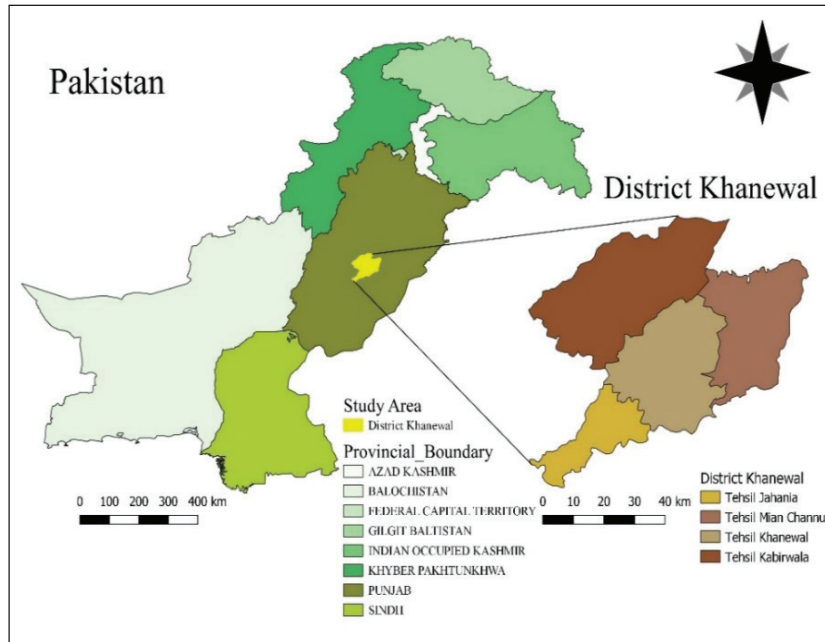 Pakistan
District Khanewal
Study Area
District Khanewal
Provincial_Boundary
AZAD KASHMIR
BALOCHISTAN
FEDERAL CAPITAL TERRITORY
GILGIT BALTISTAN
INDIAN OCCUPIED KASHMIR
KHYBER PAKHTUNKHWA
PUNJAB
SINDH
0 100 200 300 400 km
0 10 20 30 40 km
District Khanewal
Tehsil Jahania
Tehsil Mian Channu
Tehsil Khanewal
Tehsil Kabirwala